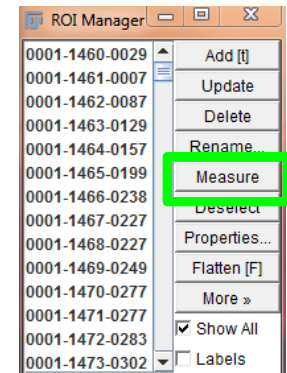 ROI Manager
0001-1460-0029
0001-1461-0007
0001-1462-0087
0001-1463-0129
0001-1464-0157
0001-1465-0199
0001-1466-0238
0001-1467-0227
0001-1468-0227
0001-1469-0249
0001-1470-0277
0001-1471-0277
0001-1472-0283
0001-1473-0302
Add [t]
Update
Delete
Rename...
Measure
Deselect
Properties...
Flatten [F]
More »
Show All
Labels